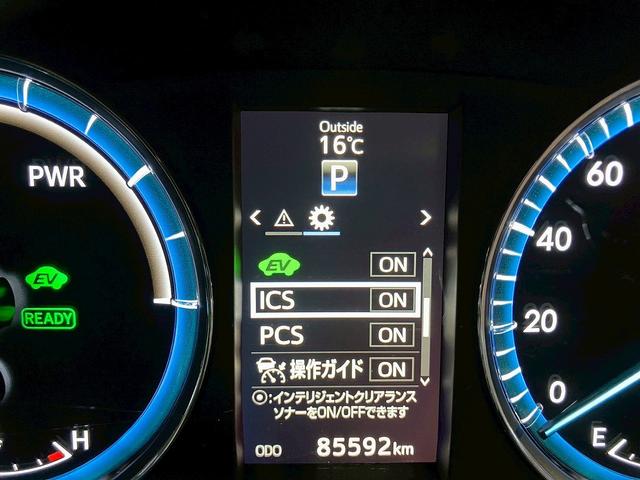 Outside
16℃
P
PWR
EV
READY
H
EV ON
ICS ON
PCS ON
操作ガイド ON
⦿:インテリジェントクリアランス
ソナーをON/OFFできます
ODO 85592km
60
40
20
0
E